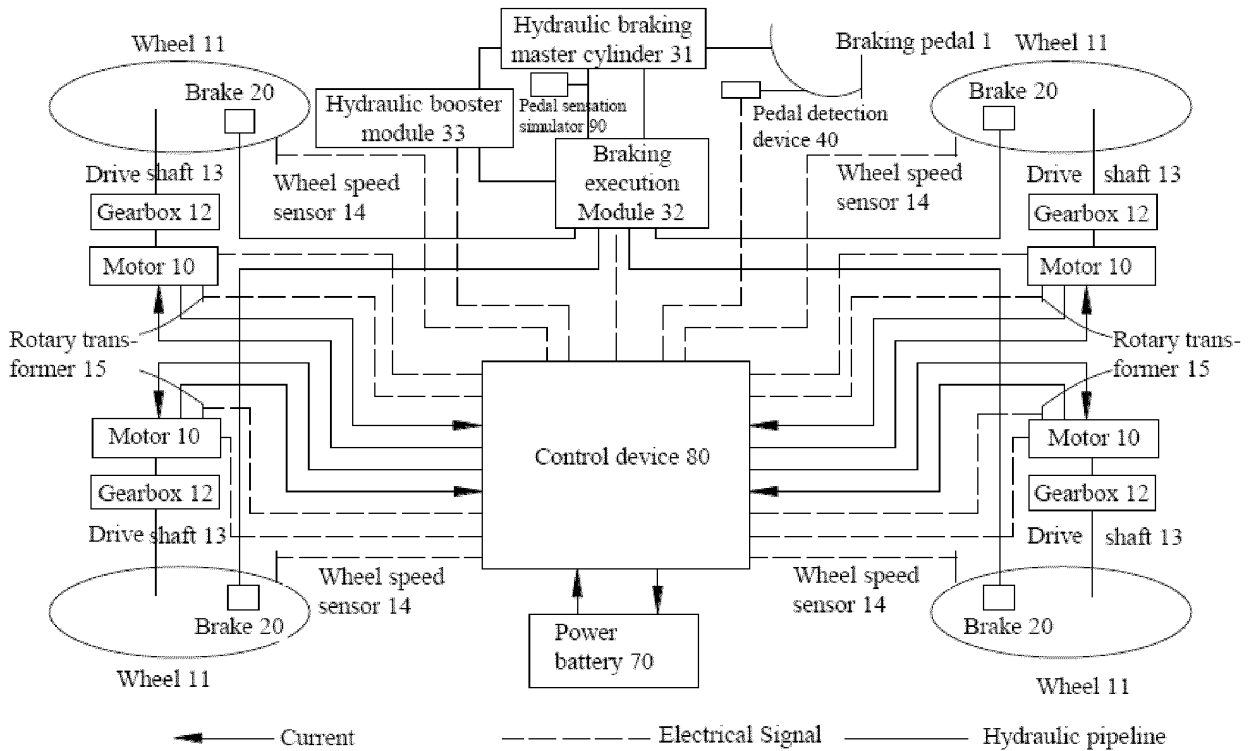 Hydraulic braking
master cylinder 31
Braking pedal 1
Wheel 11
Wheel 11
Brake 20
Hydraulic booster
module 33
Pedal sensation
simulator 90
Pedal detection
device 40
Brake 20
Braking
execution
Module 32
Drive shaft 13
Wheel speed
sensor 14
Wheel speed
sensor 14
Drive shaft 13
Gearbox 12
Gearbox 12
Motor 10
Motor 10
Rotary trans-
former 15
Rotary trans-
former 15
Motor 10
Control device 80
Motor 10
Gearbox 12
Gearbox 12
Drive shaft 13
Drive shaft 13
Wheel speed
sensor 14
Wheel speed
sensor 14
Brake 20
Power
battery 70
Brake 20
Wheel 11
Wheel 11
Current
Electrical Signal
Hydraulic pipeline